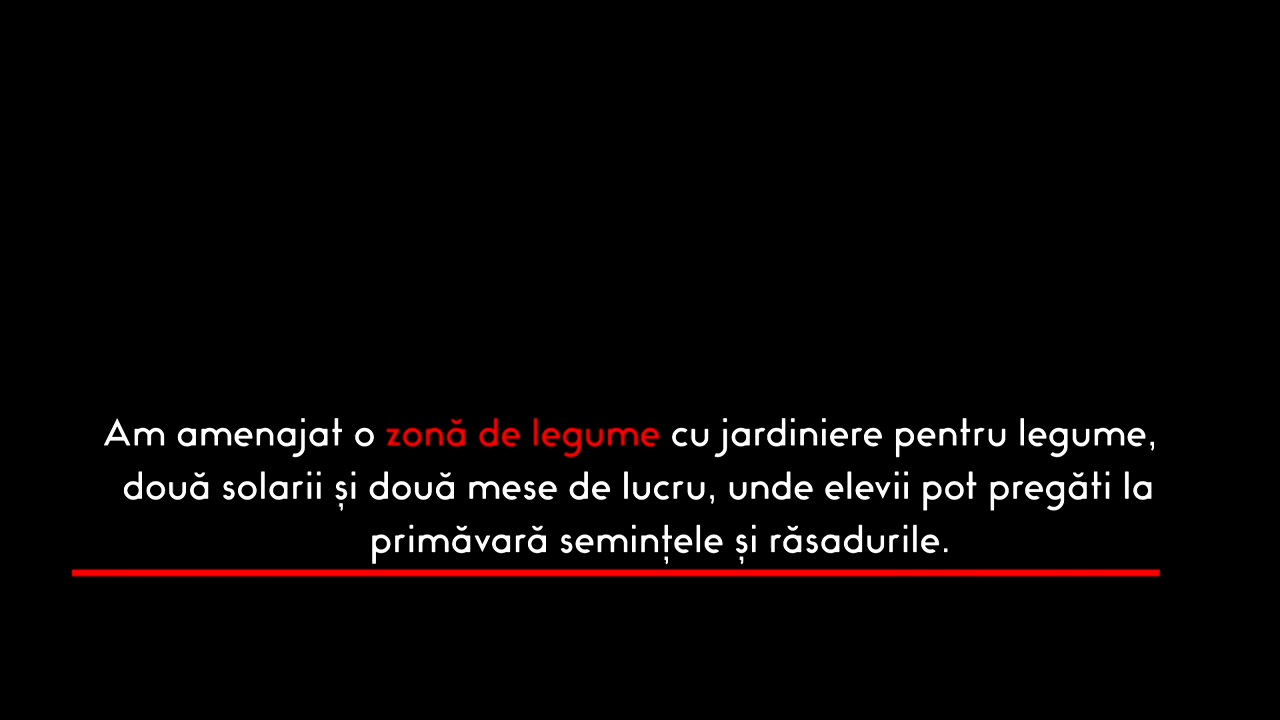 Am amenajat o zonă de legume cu jardiniere pentru legume,
două solarii și două mese de lucru, unde elevii pot pregăti la
primăvară semințele și răsadurile.